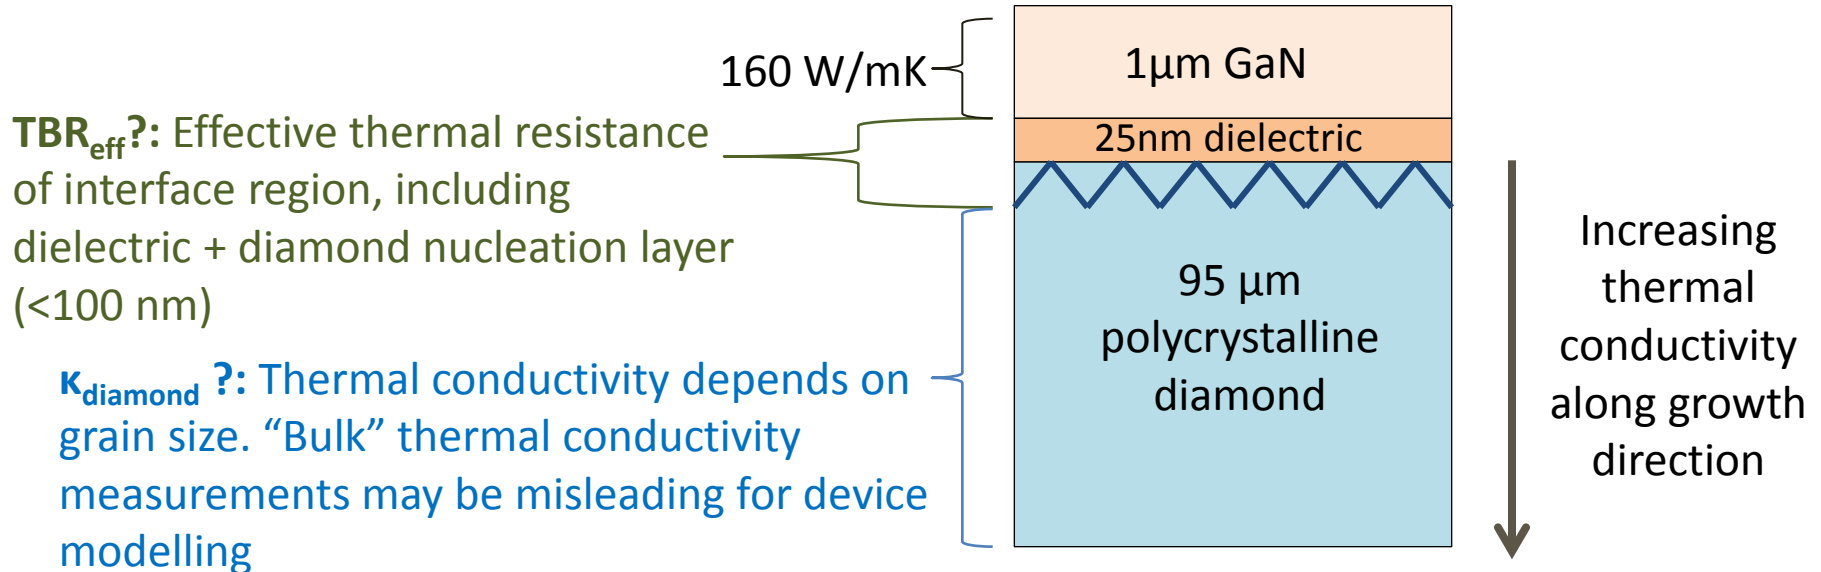 160 W/mK
1μm GaN
TBReff?: Effective thermal resistance
of interface region, including
dielectric + diamond nucleation layer
(<100 nm)
25nm dielectric
κdiamond ?: Thermal conductivity depends on
grain size. “Bulk” thermal conductivity
measurements may be misleading for device
modelling
95 μm
polycrystalline
diamond
Increasing
thermal
conductivity
along growth
direction